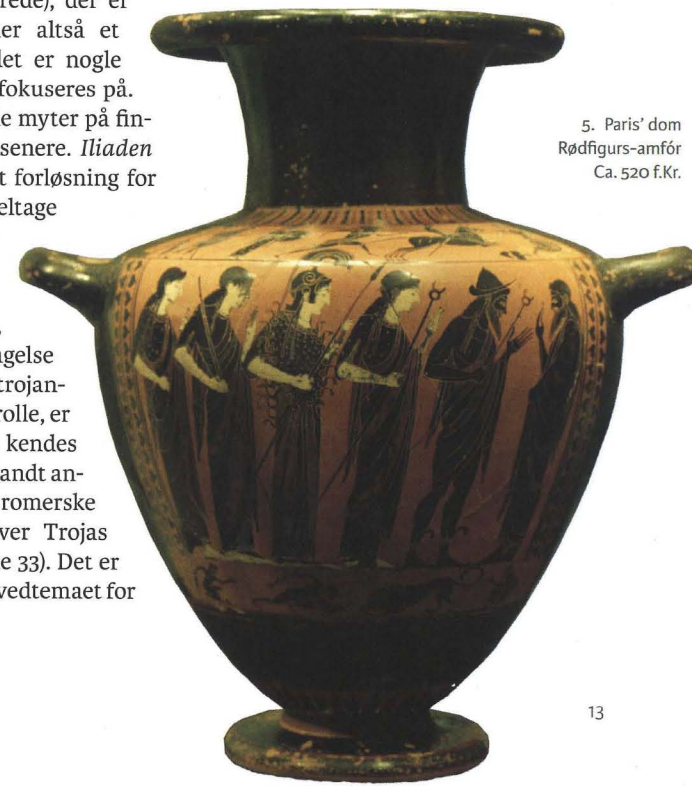 rede), der er
er altså et
let er nogle
fokuseres på.
e myter på fin-
senere. Iliaden
t forløsning for
eltage
gelse
trojan-
rolle, er
kendes
andt an-
romerske
ver Trojas
e 33). Det er
vedtemaet for
5. Paris' dom
Rødfigurs-amfór
Ca. 520 f.Kr.
13